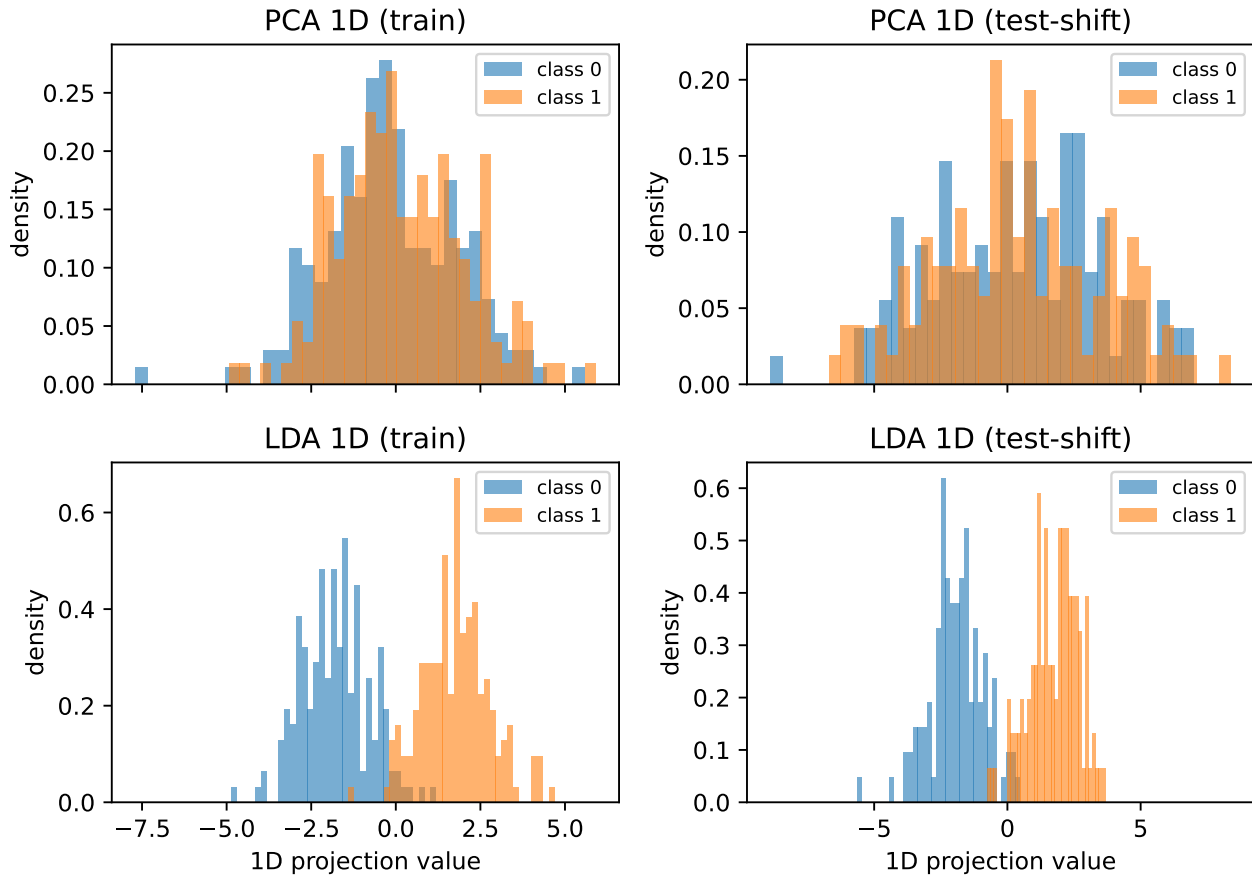 PCA 1D (train)
density
0.25
0.20
0.15
0.10
0.05
0.00
class 0
class 1
PCA 1D (test-shift)
density
0.20
0.15
0.10
0.05
0.00
class 0
class 1
LDA 1D (train)
density
0.6
0.4
0.2
0.0
class 0
class 1
−7.5 −5.0 −2.5 0.0 2.5 5.0
1D projection value
LDA 1D (test-shift)
density
0.6
0.5
0.4
0.3
0.2
0.1
0.0
class 0
class 1
−5 0 5
1D projection value